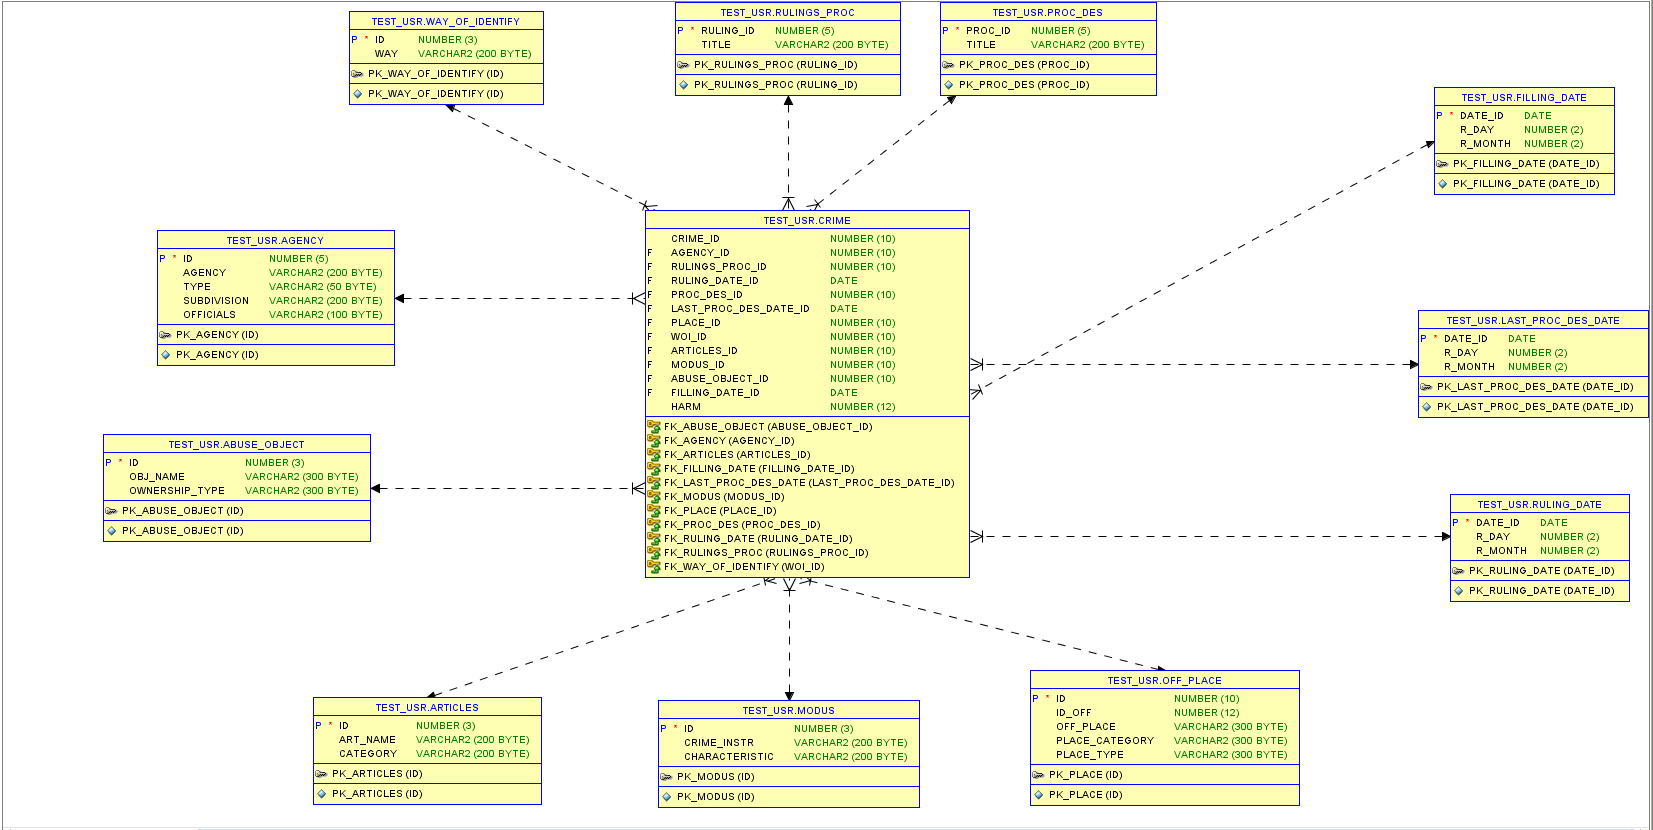 TEST_USR.WAY_OF_IDENTIFY
P * ID NUMBER (3)
WAY VARCHAR2 (200 BYTE)
PK_WAY_OF_IDENTIFY (ID)
PK_WAY_OF_IDENTIFY (ID)
TEST_USR.RULINGS_PROC
P * RULING_ID NUMBER (5)
TITLE VARCHAR2 (200 BYTE)
PK_RULINGS_PROC (RULING_ID)
PK_RULINGS_PROC (RULING_ID)
TEST_USR.PROC_DES
P * PROC_ID NUMBER (5)
TITLE VARCHAR2 (200 BYTE)
PK_PROC_DES (PROC_ID)
PK_PROC_DES (PROC_ID)
TEST_USR.FILLING_DATE
P * DATE_ID DATE
R_DAY NUMBER (2)
R_MONTH NUMBER (2)
PK_FILLING_DATE (DATE_ID)
PK_FILLING_DATE (DATE_ID)
TEST_USR.AGENCY
P * ID NUMBER (5)
AGENCY VARCHAR2 (200 BYTE)
TYPE VARCHAR2 (50 BYTE)
SUBDIVISION VARCHAR2 (200 BYTE)
OFFICIALS VARCHAR2 (100 BYTE)
PK_AGENCY (ID)
PK_AGENCY (ID)
TEST_USR.CRIME
CRIME_ID NUMBER (10)
F AGENCY_ID NUMBER (10)
F RULINGS_PROC_ID NUMBER (10)
F RULING_DATE_ID DATE
F PROC_DES_ID NUMBER (10)
F LAST_PROC_DES_DATE_ID DATE
F PLACE_ID NUMBER (10)
F WOI_ID NUMBER (10)
F ARTICLES_ID NUMBER (10)
F MODUS_ID NUMBER (10)
F ABUSE_OBJECT_ID NUMBER (10)
F FILLING_DATE_ID DATE
HARM NUMBER (12)
FK_ABUSE_OBJECT (ABUSE_OBJECT_ID)
FK_AGENCY (AGENCY_ID)
FK_ARTICLES (ARTICLES_ID)
FK_FILLING_DATE (FILLING_DATE_ID)
FK_LAST_PROC_DES_DATE (LAST_PROC_DES_DATE_ID)
FK_MODUS (MODUS_ID)
FK_PLACE (PLACE_ID)
FK_PROC_DES (PROC_DES_ID)
FK_RULING_DATE (RULING_DATE_ID)
FK_RULINGS_PROC (RULINGS_PROC_ID)
FK_WAY_OF_IDENTIFY (WOI_ID)
TEST_USR.LAST_PROC_DES_DATE
P * DATE_ID DATE
R_DAY NUMBER (2)
R_MONTH NUMBER (2)
PK_LAST_PROC_DES_DATE (DATE_ID)
PK_LAST_PROC_DES_DATE (DATE_ID)
TEST_USR.ABUSE_OBJECT
P * ID NUMBER (3)
OBJ_NAME VARCHAR2 (300 BYTE)
OWNERSHIP_TYPE VARCHAR2 (300 BYTE)
PK_ABUSE_OBJECT (ID)
PK_ABUSE_OBJECT (ID)
TEST_USR.RULING_DATE
P * DATE_ID DATE
R_DAY NUMBER (2)
R_MONTH NUMBER (2)
PK_RULING_DATE (DATE_ID)
PK_RULING_DATE (DATE_ID)
TEST_USR.ARTICLES
P * ID NUMBER (3)
ART_NAME VARCHAR2 (200 BYTE)
CATEGORY VARCHAR2 (200 BYTE)
PK_ARTICLES (ID)
PK_ARTICLES (ID)
TEST_USR.MODUS
P * ID NUMBER (3)
CRIME_INSTR VARCHAR2 (200 BYTE)
CHARACTERISTIC VARCHAR2 (200 BYTE)
PK_MODUS (ID)
PK_MODUS (ID)
TEST_USR.OFF_PLACE
P * ID NUMBER (10)
ID_OFF NUMBER (12)
OFF_PLACE VARCHAR2 (300 BYTE)
PLACE_CATEGORY VARCHAR2 (300 BYTE)
PLACE_TYPE VARCHAR2 (300 BYTE)
PK_PLACE (ID)
PK_PLACE (ID)